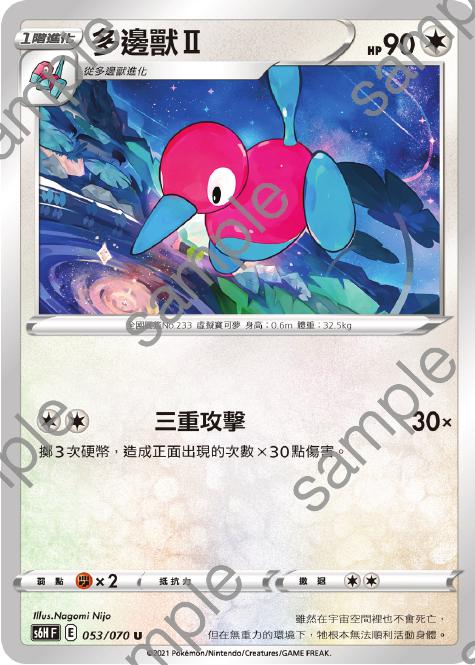 1階進化 多邊獸Ⅱ HP90
從多邊獸進化
全國圖鑑No.233 虛擬寶可夢 身高：0.6m 體重：32.5kg
三重攻擊 30×
擲3次硬幣，造成正面出現的次數×30點傷害。
弱點 ×2 抵抗力 撤退
Illus.Nagomi Nijo
S6H F E 053/070 U
雖然在宇宙空間裡也不會死亡，
但在無重力的環境下，牠根本無法順利活動身體。
©2021 Pokémon/Nintendo/Creatures/GAME FREAK.
sample
sample
sample
sample
sample
sample
sample
sample
sample